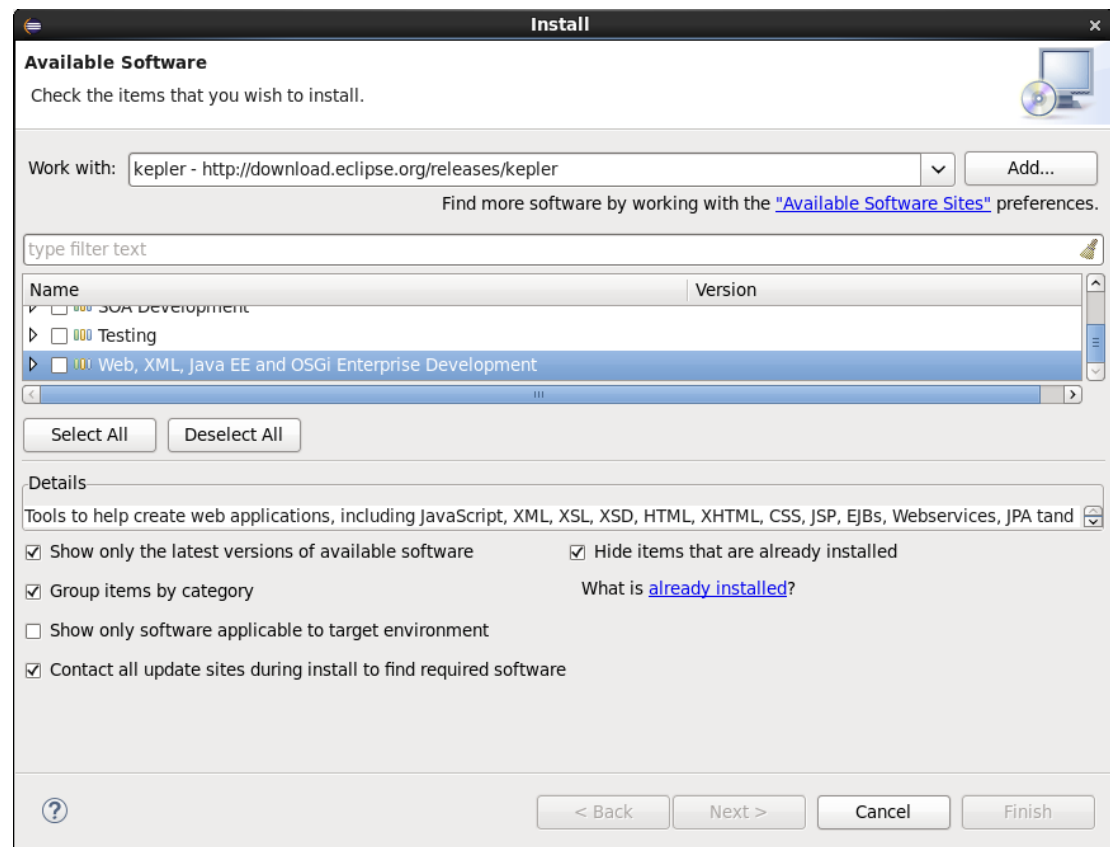 Install
Available Software
Check the items that you wish to install.
Work with: kepler - http://download.eclipse.org/releases/kepler Add...
Find more software by working with the "Available Software Sites" preferences.
type filter text
Name Version
SOA Development
Testing
Web, XML, Java EE and OSGi Enterprise Development
Select All Deselect All
Details
Tools to help create web applications, including JavaScript, XML, XSL, XSD, HTML, XHTML, CSS, JSP, EJBs, Webservices, JPA tand
Show only the latest versions of available software Hide items that are already installed
Group items by category What is already installed?
Show only software applicable to target environment
Contact all update sites during install to find required software
? < Back Next > Cancel Finish